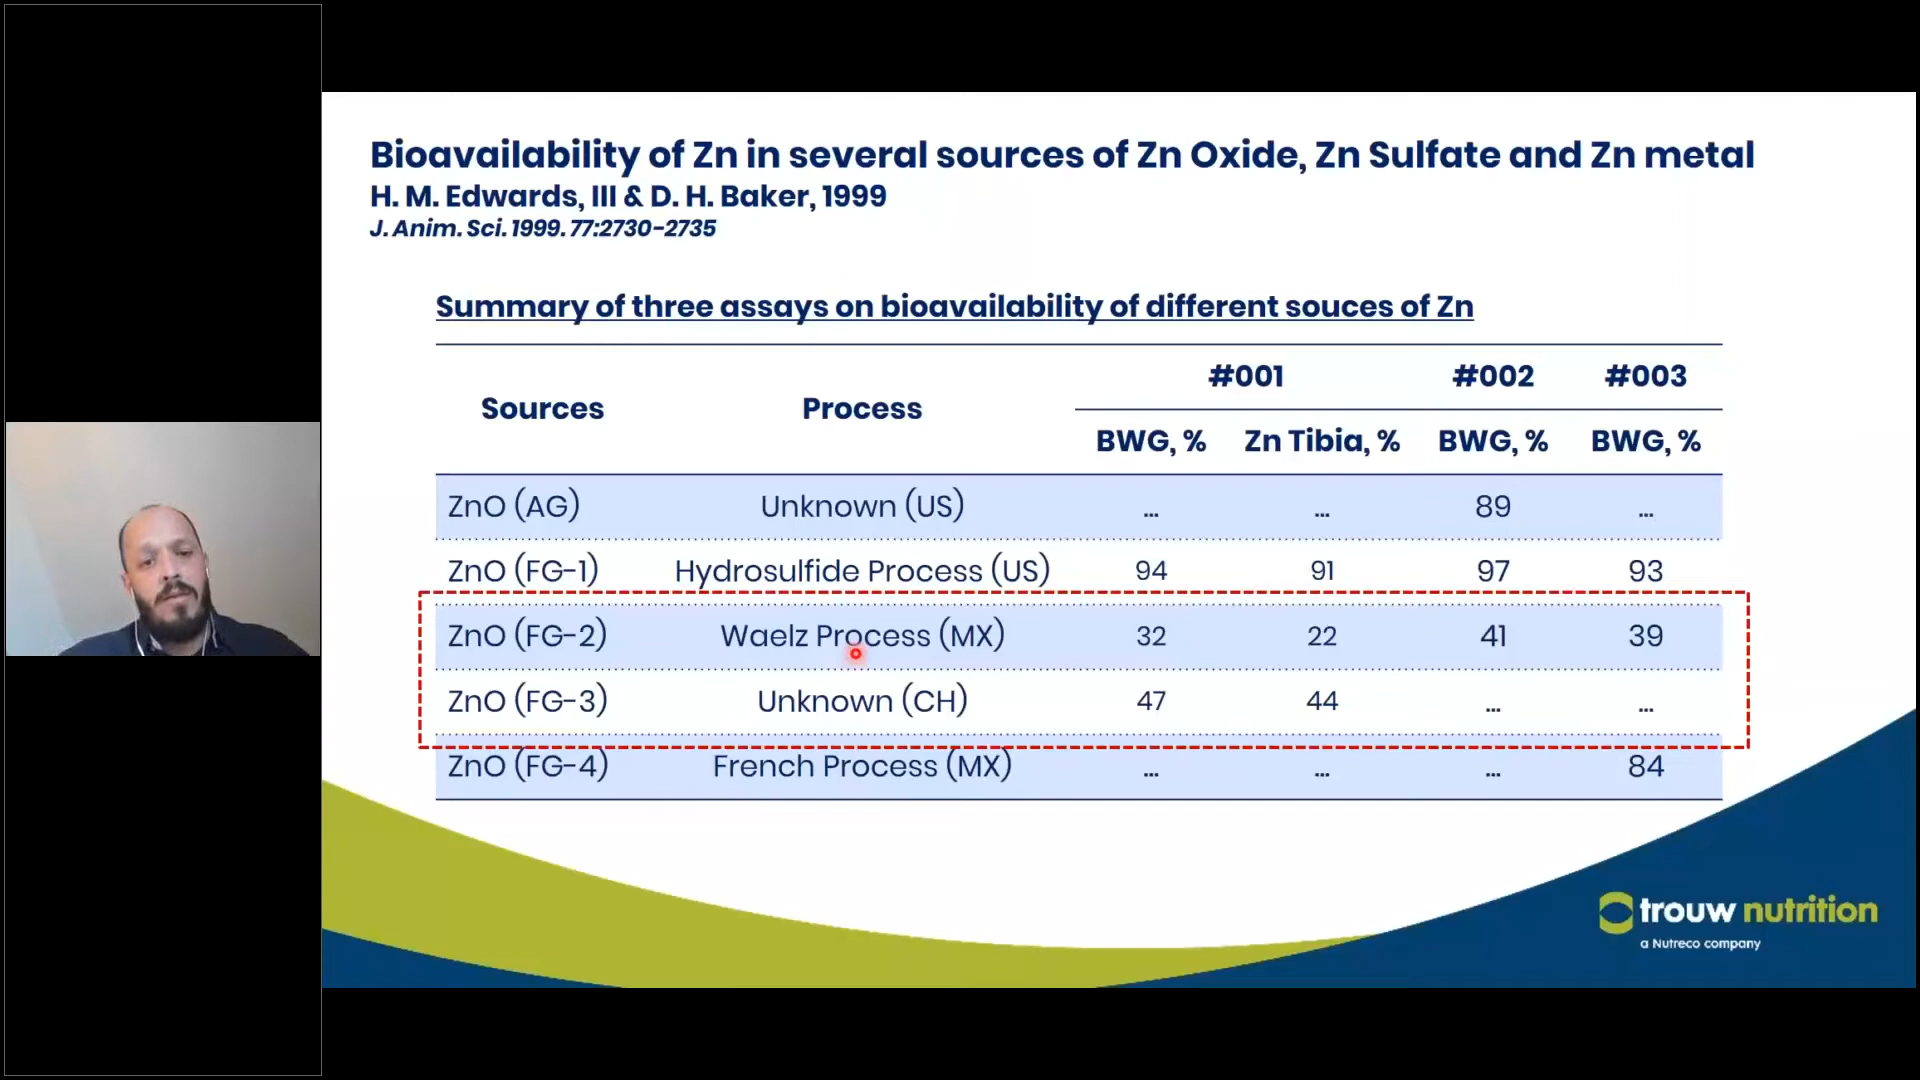 Bioavailability of Zn in several sources of Zn Oxide, Zn Sulfate and Zn metal
H. M. Edwards, III & D. H. Baker, 1999
J. Anim. Sci. 1999. 77:2730-2735
Summary of three assays on bioavailability of different souces of Zn
Sources Process #001 #002 #003
BWG, % Zn Tibia, % BWG, % BWG, %
ZnO (AG) Unknown (US) ... ... 89 ...
ZnO (FG-1) Hydrosulfide Process (US) 94 91 97 93
ZnO (FG-2) Waelz Process (MX) 32 22 41 39
ZnO (FG-3) Unknown (CH) 47 44 ... ...
ZnO (FG-4) French Process (MX) ... ... ... 84
trouw nutrition
a Nutreco company